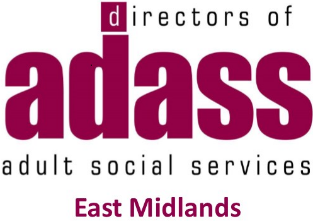 directors of
adass
adult social services
East Midlands